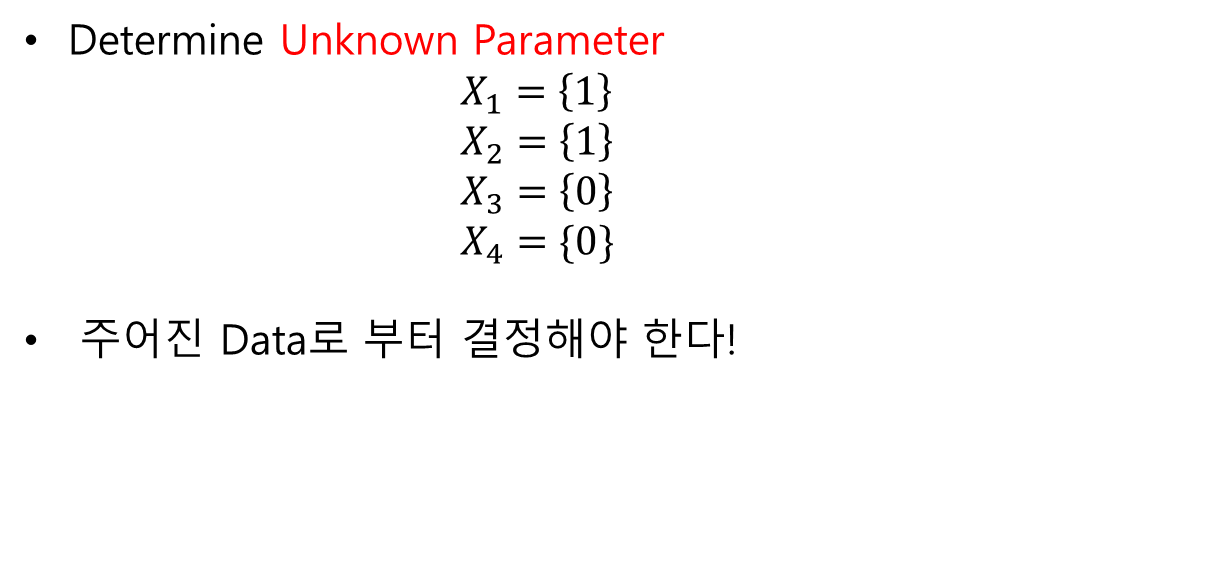 • Determine Unknown Parameter
X₁ = {1}
X₂ = {1}
X₃ = {0}
X₄ = {0}
• 주어진 Data로 부터 결정해야 한다!